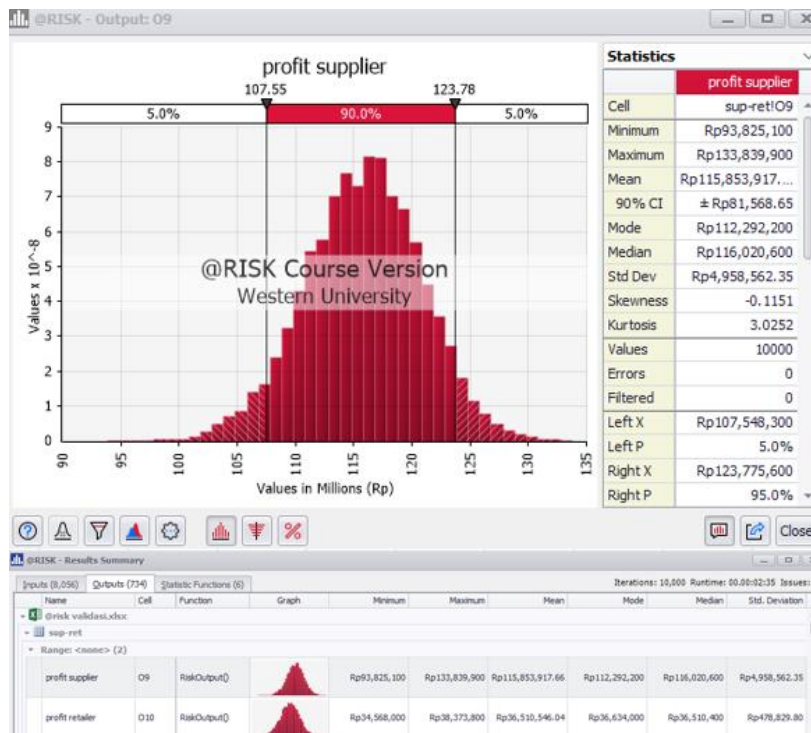 @RISK - Output: O9
profit supplier
107.55 123.78
5.0% 90.0% 5.0%
9
8
7
6
5
4
3
2
1
0
Values x 10^-8
@RISK Course Version
Western University
90 95 100 105 110 115 120 125 130 135
Values in Millions (Rp)
Statistics
profit supplier
Cell sup-ret!O9
Minimum Rp93,825,100
Maximum Rp133,839,900
Mean Rp115,853,917....
90% CI ± Rp81,568.65
Mode Rp112,292,200
Median Rp116,020,600
Std Dev Rp4,958,562.35
Skewness -0.1151
Kurtosis 3.0252
Values 10000
Errors 0
Filtered 0
Left X Rp107,548,300
Left P 5.0%
Right X Rp123,775,600
Right P 95.0%
Close
@RISK - Results Summary
Inputs (8,056) Outputs (734) Statistic Functions (6) Iterations: 10,000 Runtime: 00.00:02:35 Issues:
Name Cell Function Graph Minimum Maximum Mean Mode Median Std. Deviation
@risk validasi.xlsx
sup-ret
Range: <none> (2)
profit supplier O9 RiskOutput() Rp93,825,100 Rp133,839,900 Rp115,853,917.66 Rp112,292,200 Rp116,020,600 Rp4,958,562.35
profit retailer O10 RiskOutput() Rp34,568,000 Rp38,373,800 Rp36,510,546.04 Rp36,634,000 Rp36,510,400 Rp478,829.80